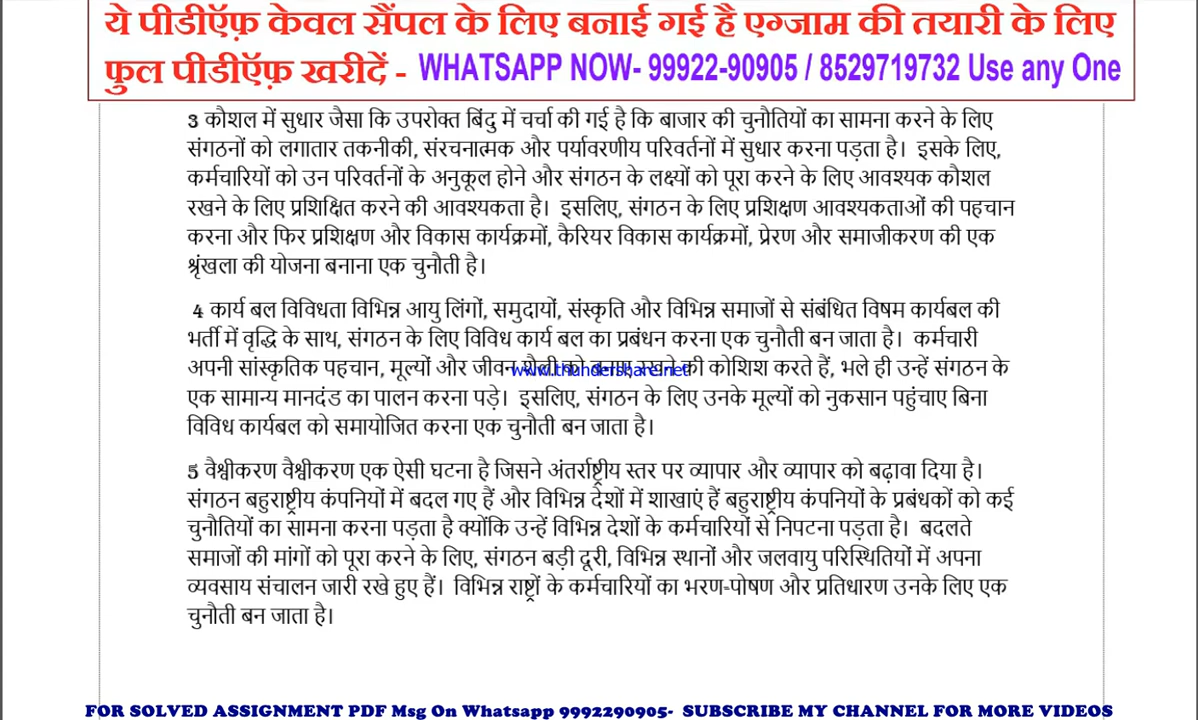 ये पीडीऍफ़ केवल सैंपल के लिए बनाई गई है एग्जाम की तयारी के लिए
फुल पीडीऍफ़ खरीदें - WHATSAPP NOW- 99922-90905 / 8529719732 Use any One
3 कौशल में सुधार जैसा कि उपरोक्त बिंदु में चर्चा की गई है कि बाजार की चुनौतियों का सामना करने के लिए
संगठनों को लगातार तकनीकी, संरचनात्मक और पर्यावरणीय परिवर्तनों में सुधार करना पड़ता है। इसके लिए,
कर्मचारियों को उन परिवर्तनों के अनुकूल होने और संगठन के लक्ष्यों को पूरा करने के लिए आवश्यक कौशल
रखने के लिए प्रशिक्षित करने की आवश्यकता है। इसलिए, संगठन के लिए प्रशिक्षण आवश्यकताओं की पहचान
करना और फिर प्रशिक्षण और विकास कार्यक्रमों, कैरियर विकास कार्यक्रमों, प्रेरण और समाजीकरण की एक
श्रृंखला की योजना बनाना एक चुनौती है।
4 कार्य बल विविधता विभिन्न आयु लिंगों, समुदायों, संस्कृति और विभिन्न समाजों से संबंधित विषम कार्यबल की
भर्ती में वृद्धि के साथ, संगठन के लिए विविध कार्य बल का प्रबंधन करना एक चुनौती बन जाता है। कर्मचारी
अपनी सांस्कृतिक पहचान, मूल्यों और जीवन शैली को बनाए रखने की कोशिश करते हैं, भले ही उन्हें संगठन के
www.thundershare.net
एक सामान्य मानदंड का पालन करना पड़े। इसलिए, संगठन के लिए उनके मूल्यों को नुकसान पहुंचाए बिना
विविध कार्यबल को समायोजित करना एक चुनौती बन जाता है।
5 वैश्वीकरण वैश्वीकरण एक ऐसी घटना है जिसने अंतर्राष्ट्रीय स्तर पर व्यापार और व्यापार को बढ़ावा दिया है।
संगठन बहुराष्ट्रीय कंपनियों में बदल गए हैं और विभिन्न देशों में शाखाएं हैं बहुराष्ट्रीय कंपनियों के प्रबंधकों को कई
चुनौतियों का सामना करना पड़ता है क्योंकि उन्हें विभिन्न देशों के कर्मचारियों से निपटना पड़ता है। बदलते
समाजों की मांगों को पूरा करने के लिए, संगठन बड़ी दूरी, विभिन्न स्थानों और जलवायु परिस्थितियों में अपना
व्यवसाय संचालन जारी रखे हुए हैं। विभिन्न राष्ट्रों के कर्मचारियों का भरण-पोषण और प्रतिधारण उनके लिए एक
चुनौती बन जाता है।
FOR SOLVED ASSIGNMENT PDF Msg On Whatsapp 9992290905- SUBSCRIBE MY CHANNEL FOR MORE VIDEOS